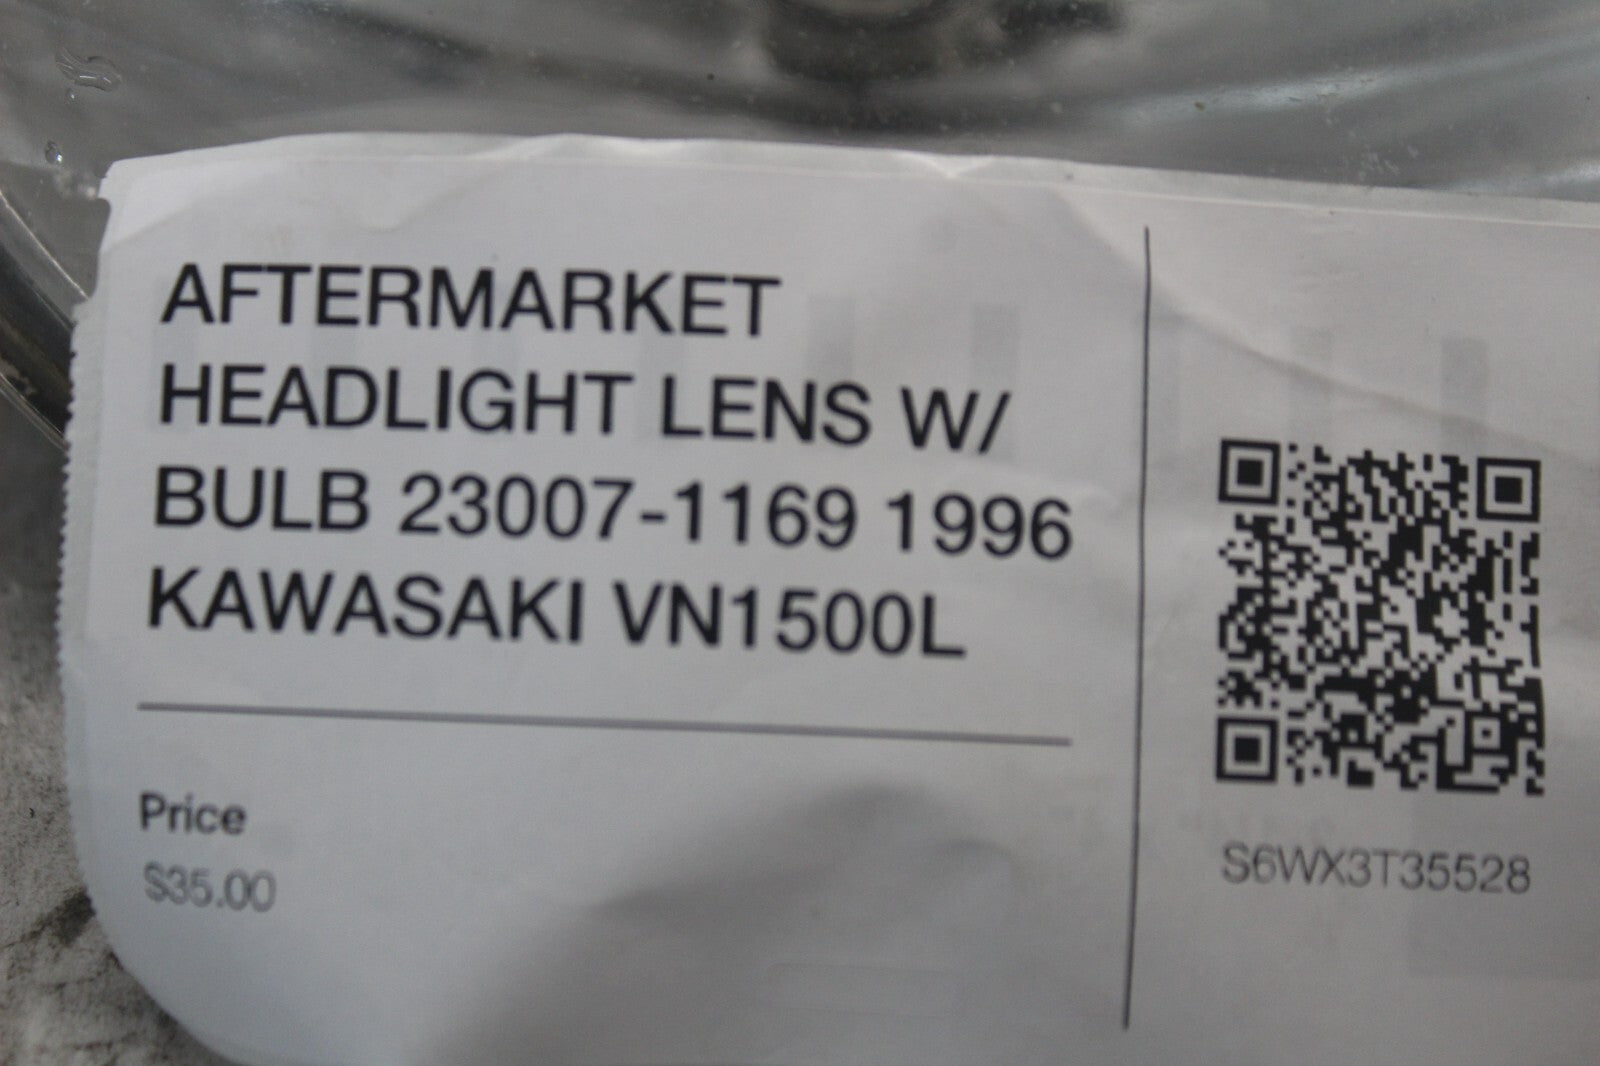 AFTERMARKET
HEADLIGHT LENS W/
BULB 23007-1169 1996
KAWASAKI VN1500L
Price
$35.00
S6WX3T35528